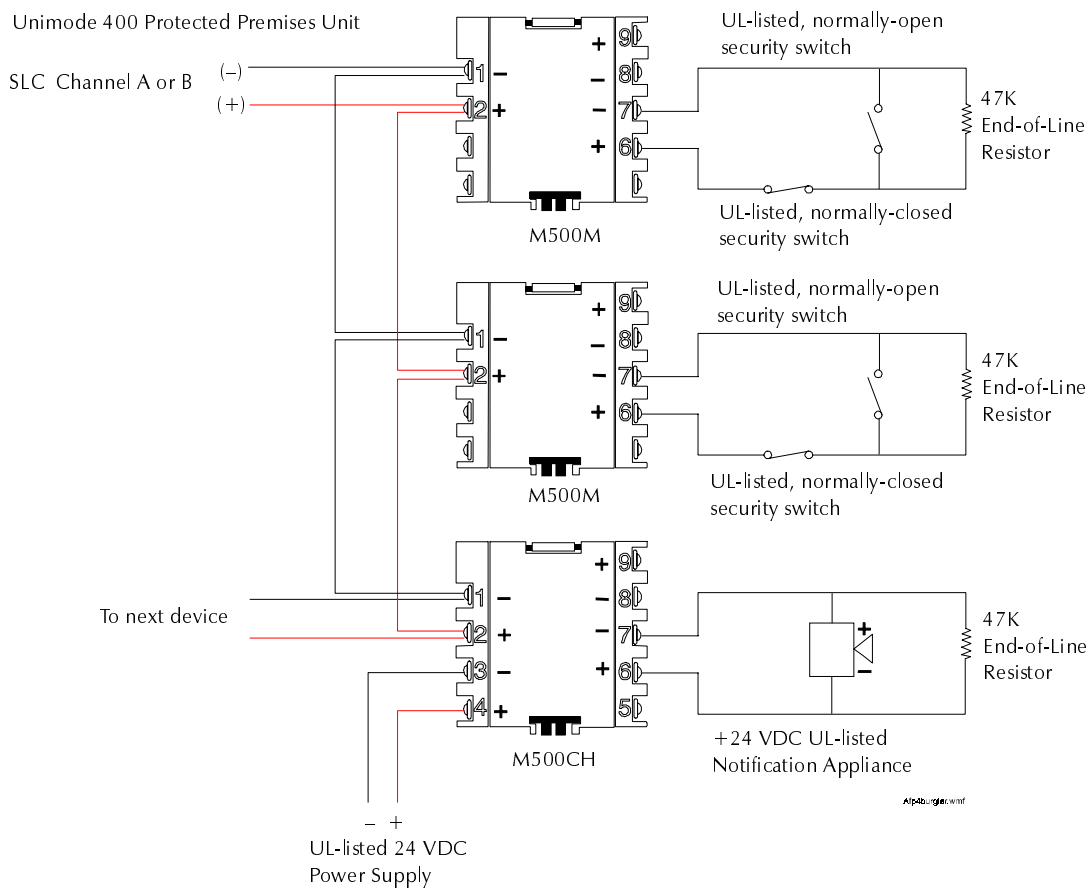 Unimode 400 Protected Premises Unit
SLC Channel A or B
(–)
(+)
1 –
2 +
+ 9
– 8
– 7
+ 6
M500M
UL-listed, normally-open
security switch
47K
End-of-Line
Resistor
UL-listed, normally-closed
security switch
1 –
2 +
+ 9
– 8
– 7
+ 6
M500M
UL-listed, normally-open
security switch
47K
End-of-Line
Resistor
UL-listed, normally-closed
security switch
To next device
1 –
2 +
3 –
4 +
+ 9
– 8
– 7
+ 6
5
M500CH
+
–
47K
End-of-Line
Resistor
+24 VDC UL-listed
Notification Appliance
Afp4burglar.wmf
– +
UL-listed 24 VDC
Power Supply